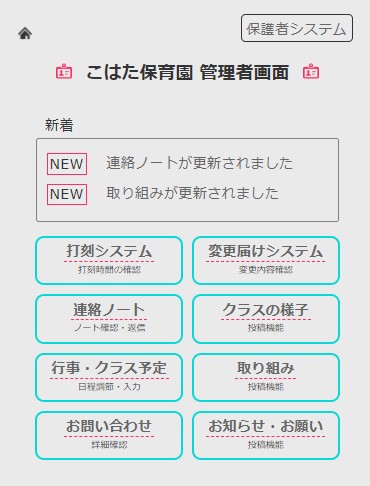 保護者システム
こはた保育園 管理者画面
新着
NEW 連絡ノートが更新されました
NEW 取り組みが更新されました
打刻システム 変更届けシステム
打刻時間の確認 変更内容確認
連絡ノート クラスの様子
ノート確認・返信 投稿機能
行事・クラス予定 取り組み
日程調節・入力 投稿機能
お問い合わせ お知らせ・お願い
詳細確認 投稿機能